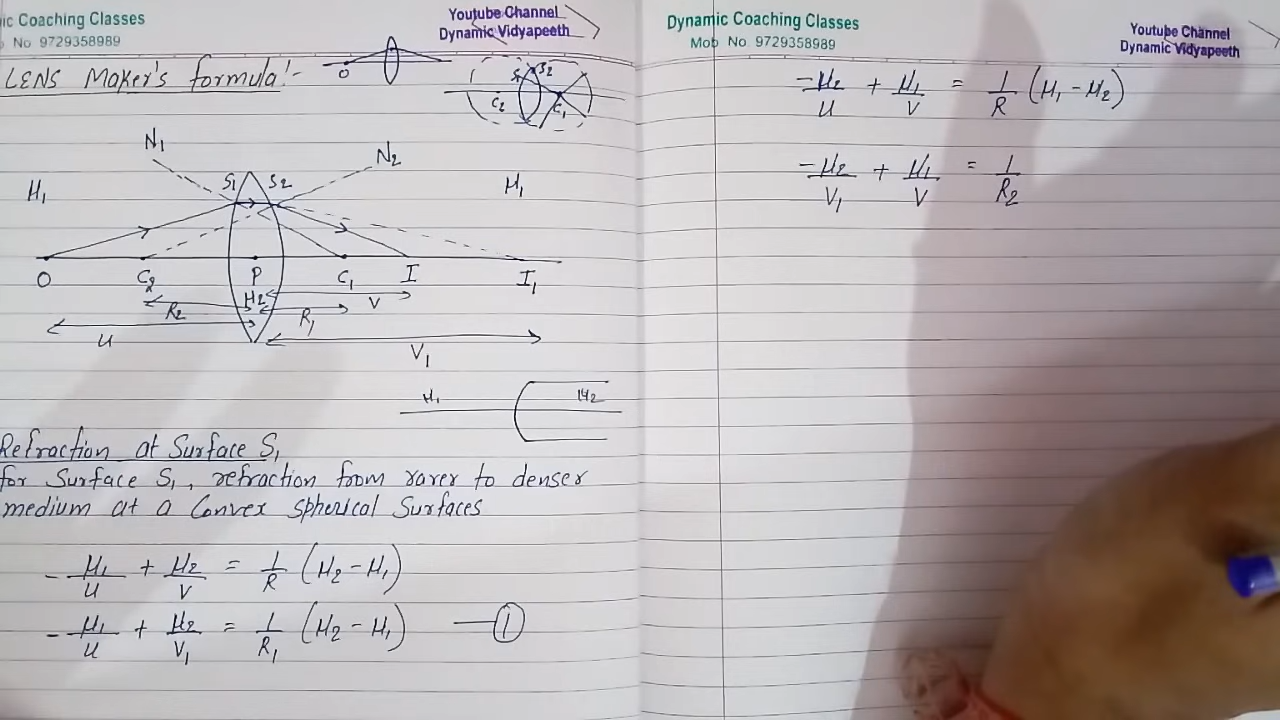 ic Coaching Classes
No 9729358989
Youtube Channel
Dynamic Vidyapeeth
LENS Maker's formula:-
O
S1 S2
C2 C1
N1 N2
μ1 S1 S2 μ1
O C2 P C1 I I1
μ2
R2 R1 V
u V1
μ1 μ2
Refraction at Surface S1
for Surface S1, refraction from rarer to denser
medium at a Convex Spherical Surfaces
- μ1/u + μ2/V = 1/R (μ2 - μ1)
- μ1/u + μ2/V1 = 1/R1 (μ2 - μ1) — ①
Dynamic Coaching Classes
Mob No 9729358989
Youtube Channel
Dynamic Vidyapeeth
-μ2/u + μ1/V = 1/R (μ1 - μ2)
-μ2/V1 + μ1/V = 1/R2